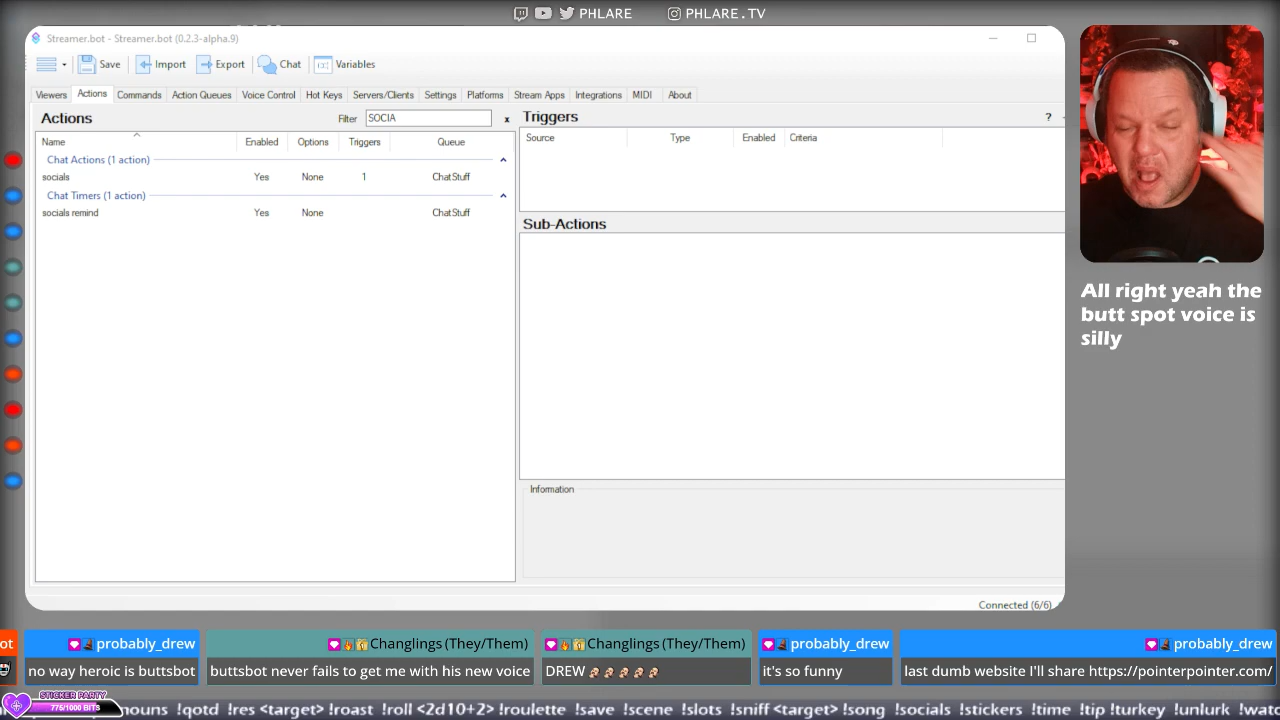 PHLARE
PHLARE.TV
Streamer.bot - Streamer.bot (0.2.3-alpha.9)
Save
Import
Export
Chat
Variables
Viewers
Actions
Commands
Action Queues
Voice Control
Hot Keys
Servers/Clients
Settings
Platforms
Stream Apps
Integrations
MIDI
About
Actions
Filter
SOCIA
x
Name
Enabled
Options
Triggers
Queue
Chat Actions (1 action)
socials
Yes
None
1
ChatStuff
Chat Timers (1 action)
socials remind
Yes
None
ChatStuff
Triggers
?
Source
Type
Enabled
Criteria
Sub-Actions
Information
Connected (6/6)
All right yeah the
butt spot voice is
silly
ot
probably_drew
no way heroic is buttsbot
Changlings (They/Them)
buttsbot never fails to get me with his new voice
Changlings (They/Them)
DREW
probably_drew
it's so funny
probably_drew
last dumb website I'll share https://pointerpointer.com/
STICKER PARTY
775/1000 BITS
nouns !qotd !res <target> !roast !roll <2d10+2> !roulette !save !scene !slots !sniff <target> !song !socials !stickers !time !tip !turkey !unlurk !watc